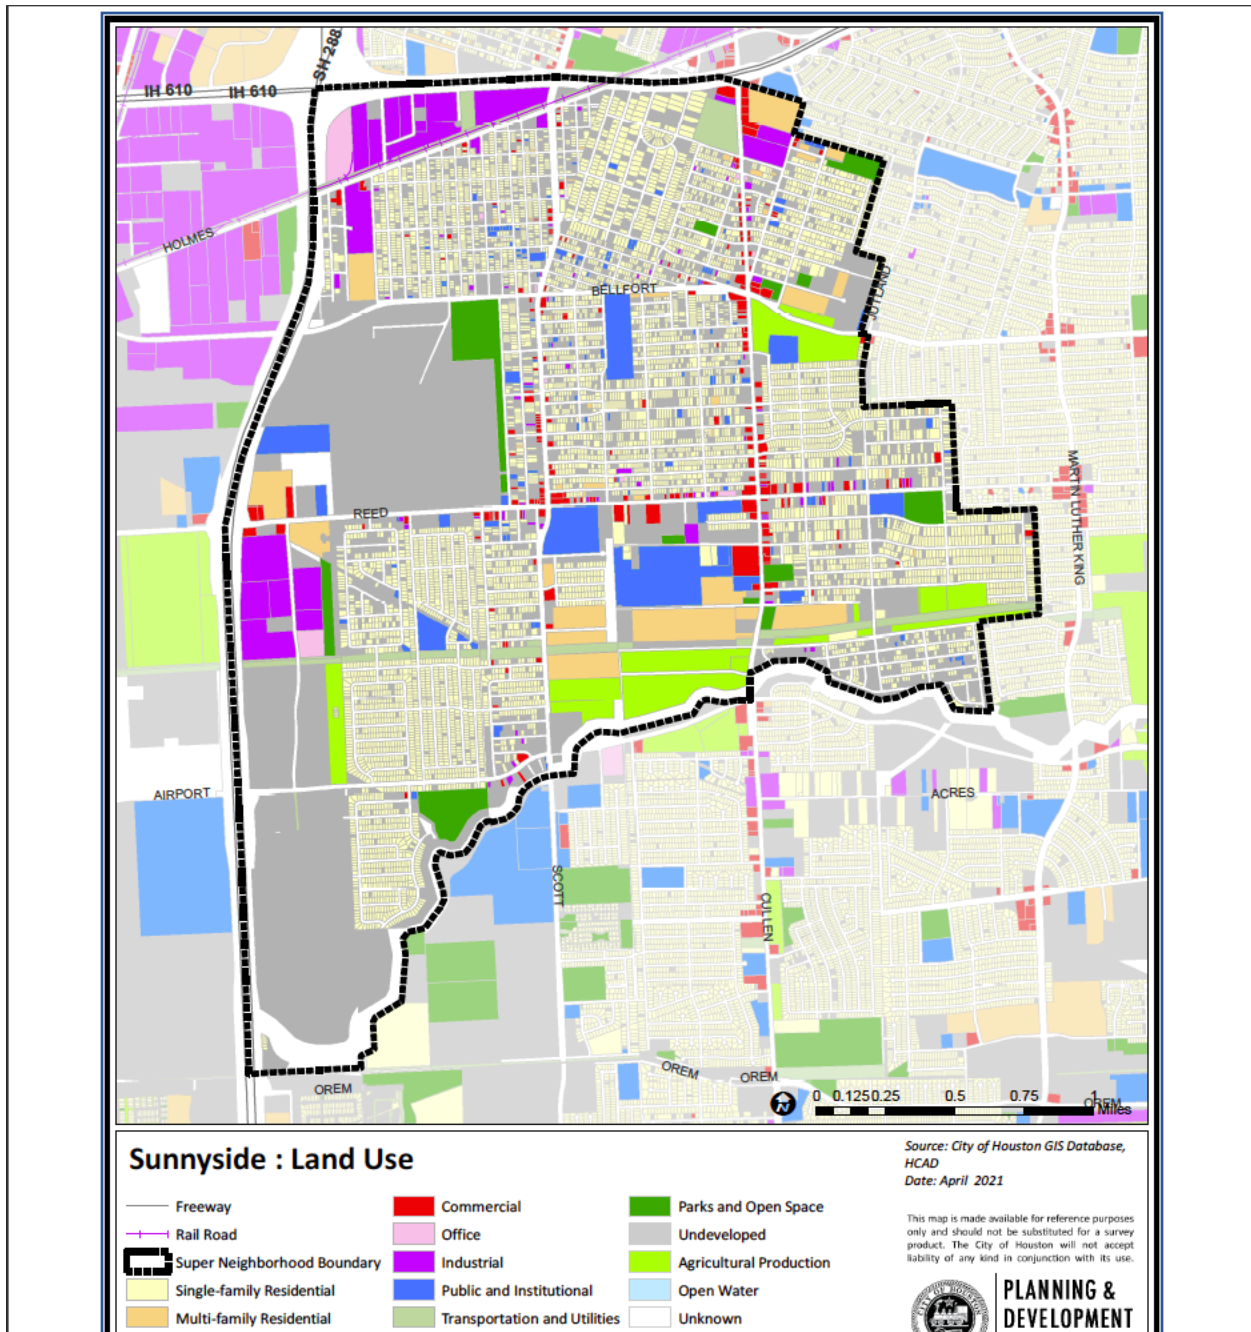 SH 288
IH 610
IH 610
HOLMES
BELLFORT
JUTLAND
REED
MARTIN LUTHER KING
AIRPORT
ACRES
SCOTT
CULLEN
OREM
OREM
OREM
OREM
0 0.125 0.25 0.5 0.75 1
Miles
Sunnyside : Land Use
Source: City of Houston GIS Database,
HCAD
Date: April 2021
Freeway
Rail Road
Super Neighborhood Boundary
Single-family Residential
Multi-family Residential
Commercial
Office
Industrial
Public and Institutional
Transportation and Utilities
Parks and Open Space
Undeveloped
Agricultural Production
Open Water
Unknown
This map is made available for reference purposes
only and should not be substituted for a survey
product. The City of Houston will not accept
liability of any kind in conjunction with its use.
PLANNING &
DEVELOPMENT